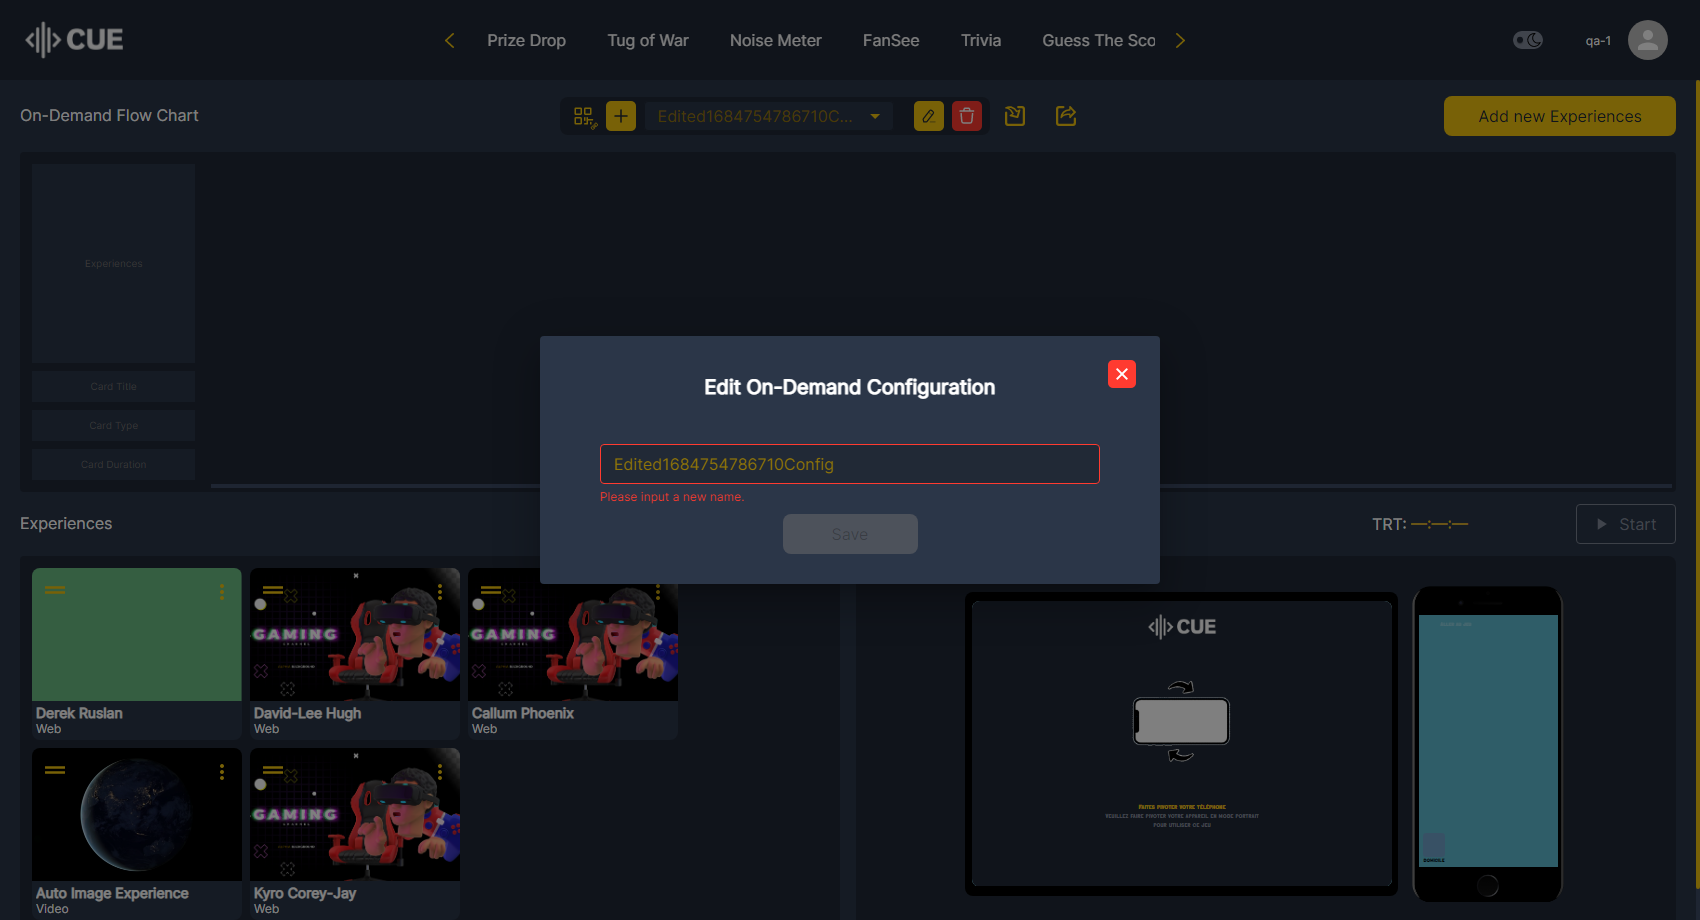 CUE
Prize Drop
Tug of War
Noise Meter
FanSee
Trivia
Guess The Sco
qa-1
On-Demand Flow Chart
Edited1684754786710C...
Add new Experiences
Experiences
Card Title
Card Type
Card Duration
Edit On-Demand Configuration
Edited1684754786710Config
Please input a new name.
Save
Experiences
TRT: —:—:—
Start
GAMING
Derek Ruslan
Web
GAMING
David-Lee Hugh
Web
Callum Phoenix
Web
GAMING
Auto Image Experience
Video
Kyro Corey-Jay
Web
CUE
FAITES PIVOTER VOTRE TÉLÉPHONE
VEUILLEZ FAIRE PIVOTER VOTRE APPAREIL EN MODE PORTRAIT
POUR UTILISER CE JEU